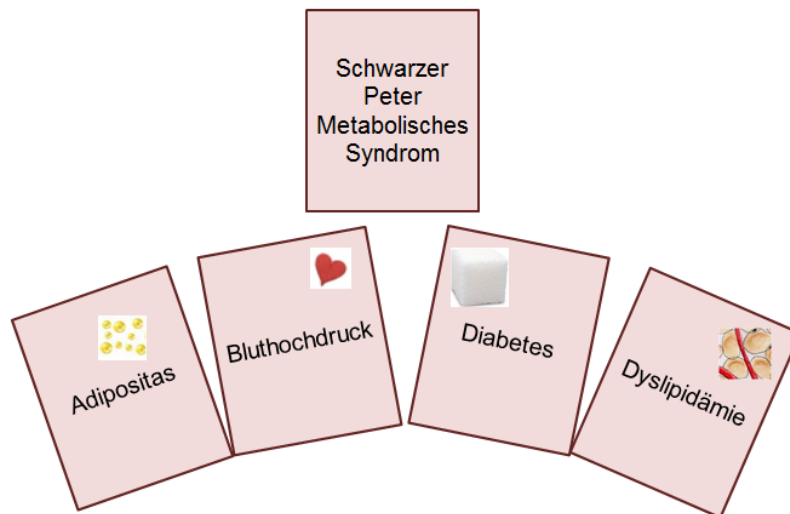 Schwarzer
Peter
Metabolisches
Syndrom
Adipositas
Bluthochdruck
Diabetes
Dyslipidämie